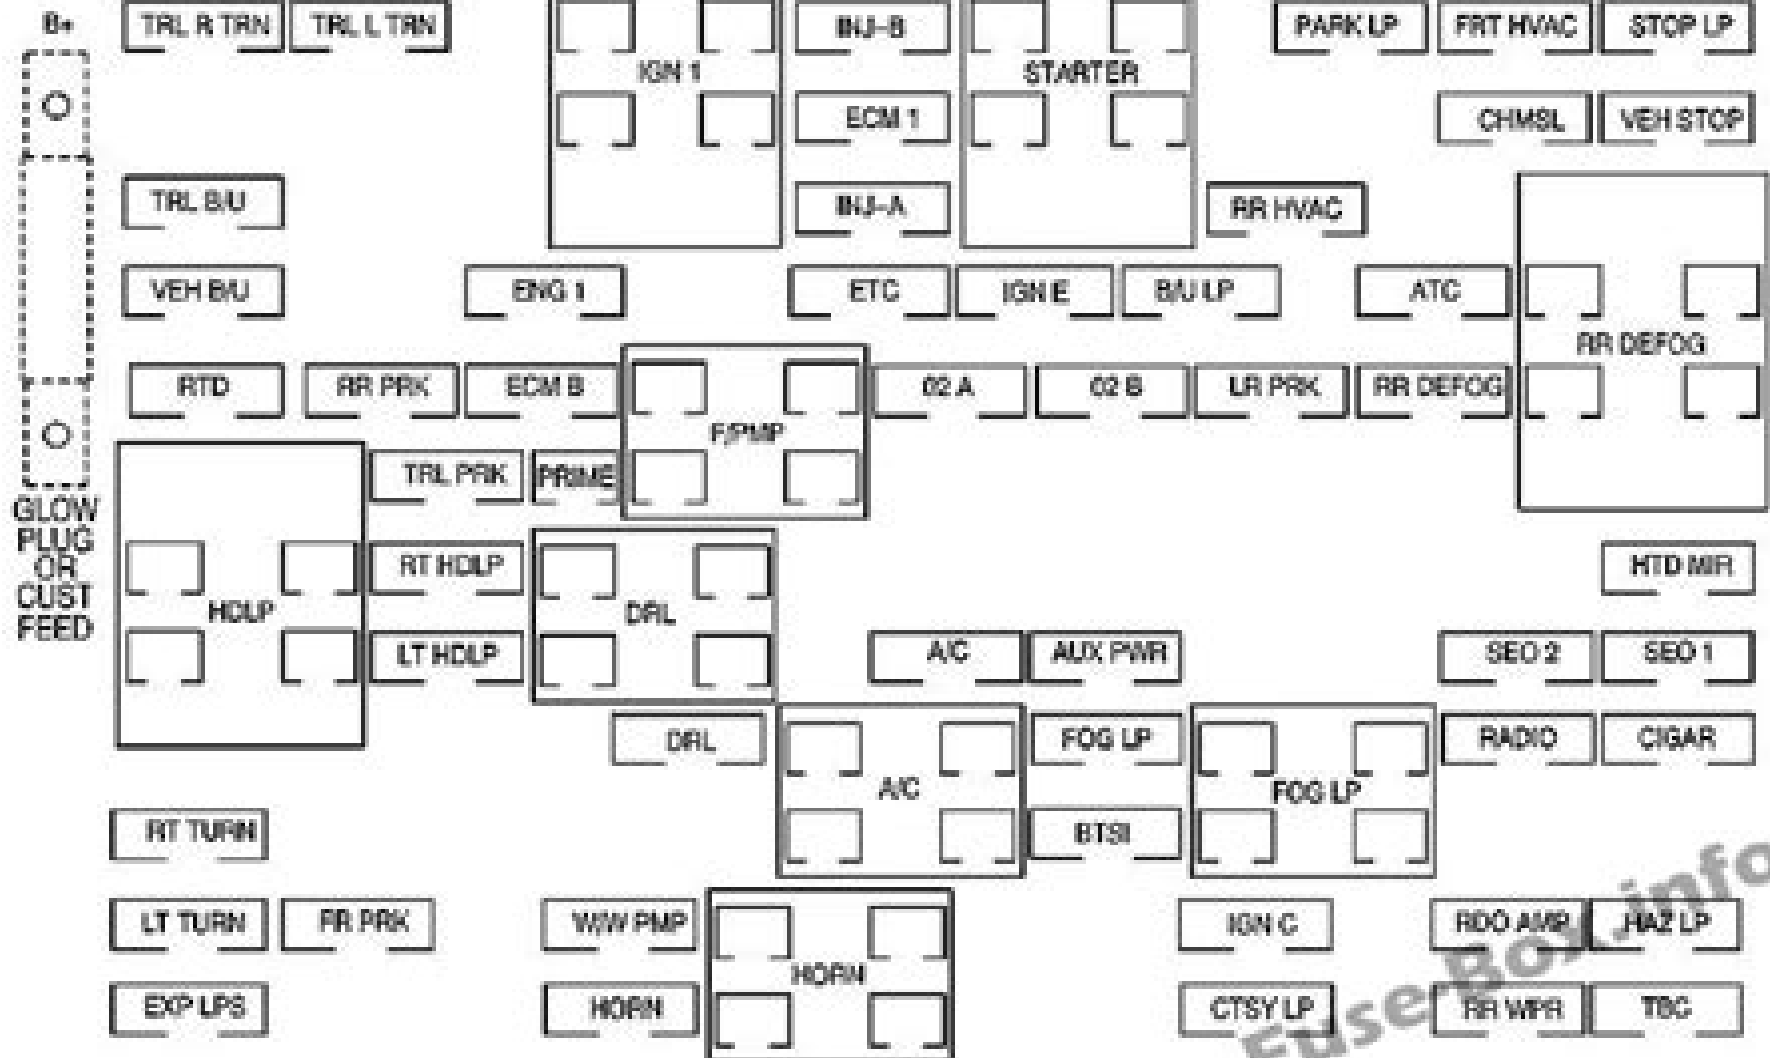 B+ TRL R TRN TRL L TRN INJ-B PARK LP FRT HVAC STOP LP
IGN 1 STARTER
ECM 1 CHMSL VEH STOP
TRL B/U INJ-A RR HVAC
VEH B/U ENG 1 ETC IGN E B/U LP ATC
RR DEFOG
RTD RR PRK ECM B 02 A 02 B LR PRK RR DEFOG
F/PMP
TRL PRK PRIME
GLOW
PLUG
OR
CUST
FEED
RT HDLP HTD MIR
HDLP DRL
LT HDLP A/C AUX PWR SEO 2 SEO 1
DRL FOG LP RADIO CIGAR
A/C FOG LP
RT TURN BTSI
LT TURN FR PRK W/W PMP IGN C RDO AMP HAZ LP
HORN
EXP LPS HORN CTSY LP RR WPR TBC
Fuse-Box.info